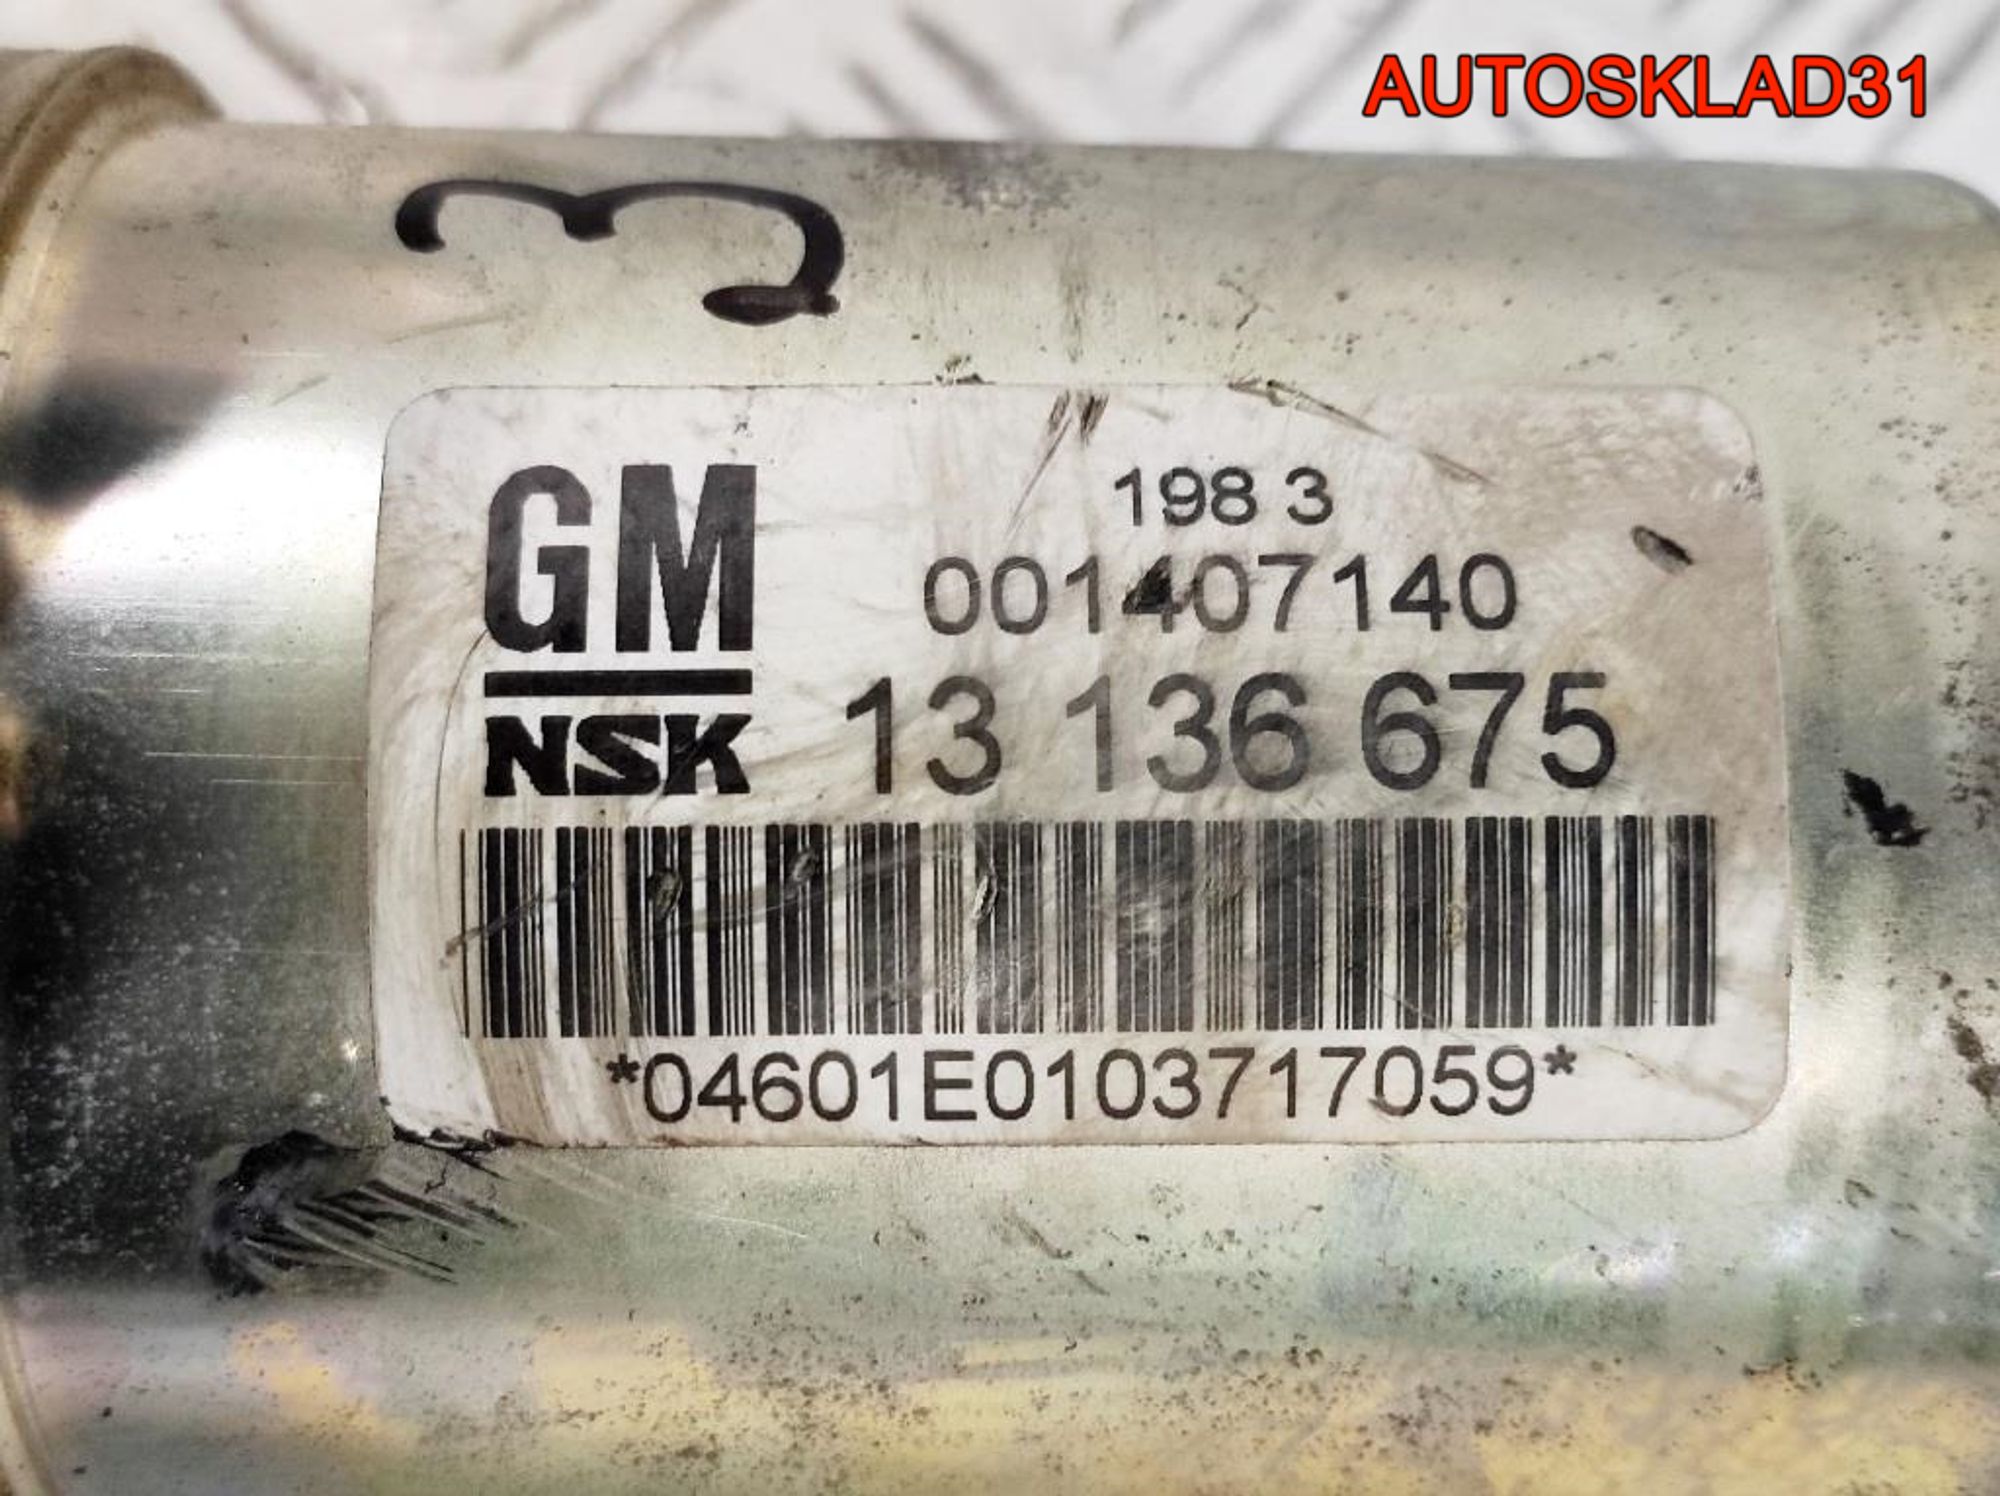 AUTOSKLAD31
3
GM
NSK
198 3
001407140
13 136 675
*04601E0103717059*